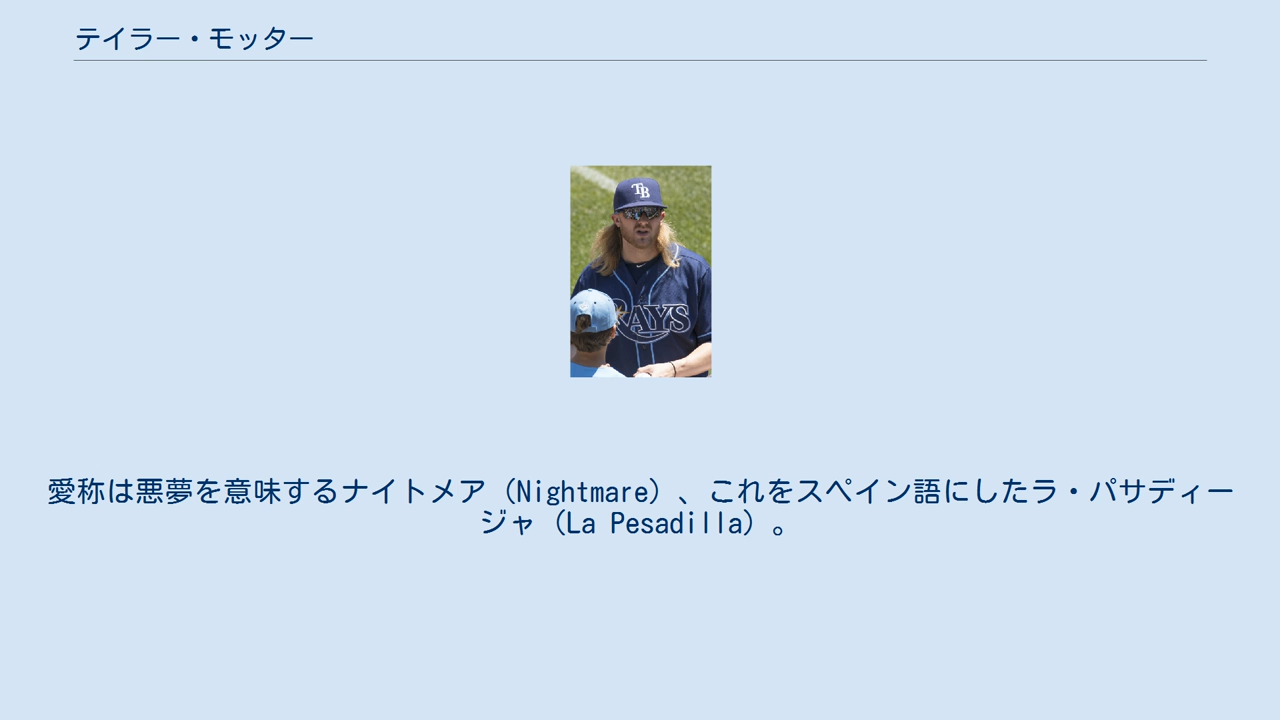 テイラー・モッター
TB
RAYS
愛称は悪夢を意味するナイトメア（Nightmare）、これをスペイン語にしたラ・パサディー
ジャ（La Pesadilla）。